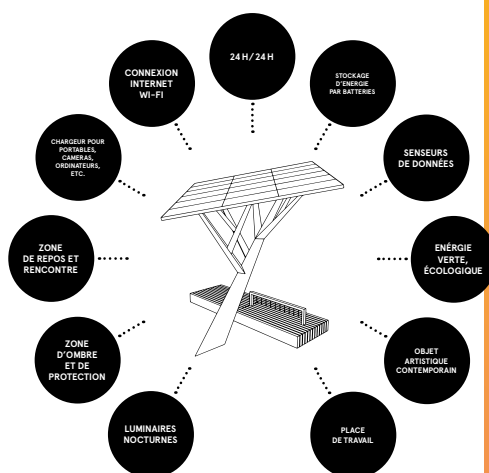 24 H / 24 H
STOCKAGE
D'ENERGIE
PAR BATTERIES
SENSEURS
DE DONNÉES
ENÉRGIE
VERTE,
ÉCOLOGIQUE
OBJET
ARTISTIQUE
CONTEMPORAIN
PLACE
DE TRAVAIL
LUMINAIRES
NOCTURNES
ZONE
D'OMBRE
ET DE
PROTECTION
ZONE
DE REPOS ET
RENCONTRE
CHARGEUR POUR
PORTABLES,
CAMERAS,
ORDINATEURS,
ETC.
CONNEXION
INTERNET
WI-FI